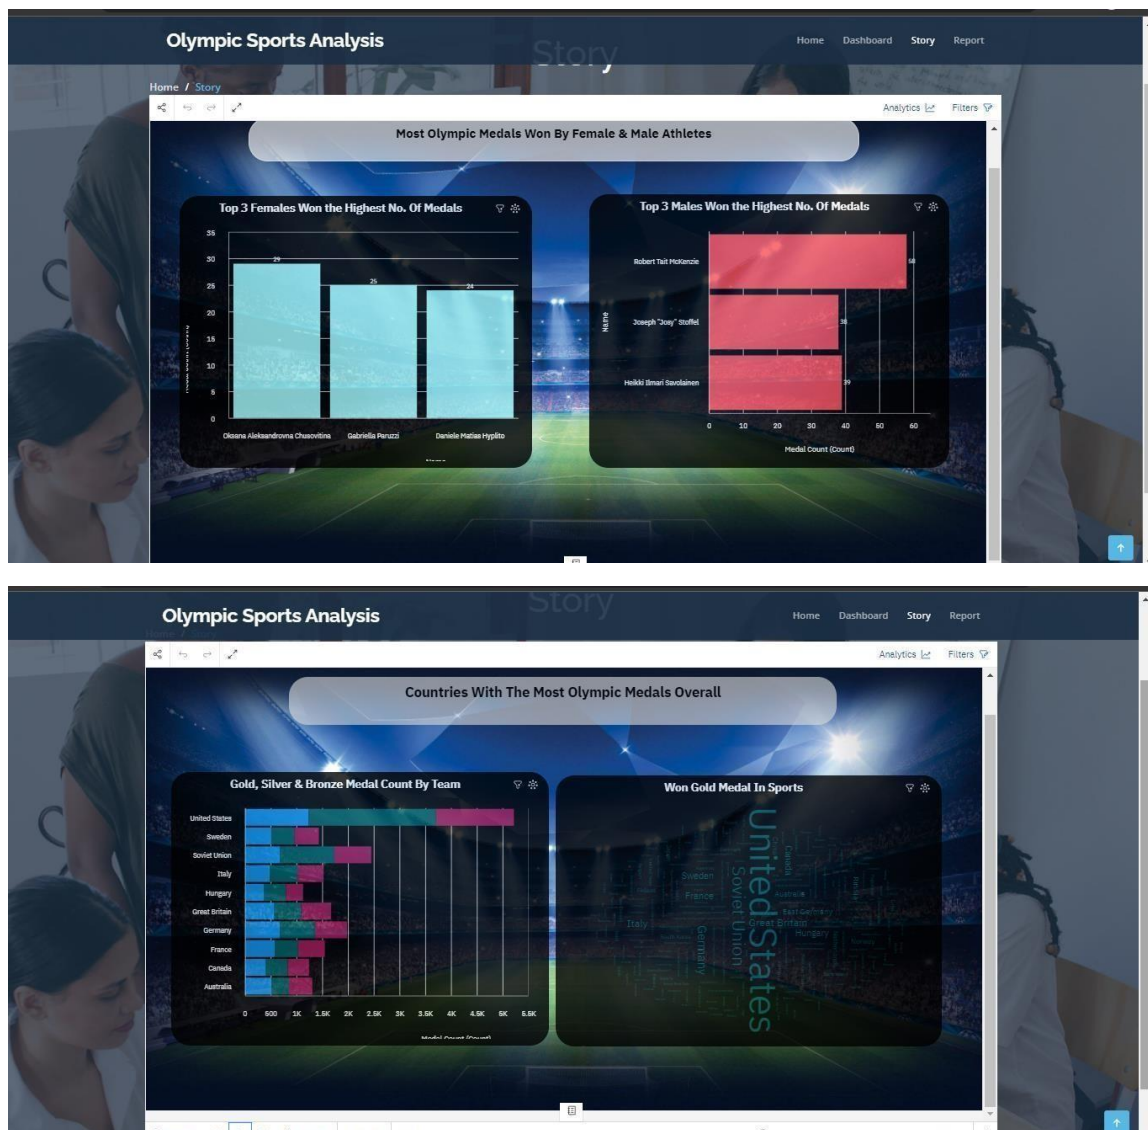 Olympic Sports Analysis
Story
Home Dashboard Story Report
Home / Story
Analytics Filters
Most Olympic Medals Won By Female & Male Athletes
Top 3 Females Won the Highest No. Of Medals
35
30
25
20
15
10
5
0
29
25
24
Oksana Aleksandrovna Chusovitina Gabriella Paruzzi Daniele Matias Hyplito
Top 3 Males Won the Highest No. Of Medals
Name
Robert Tait McKenzie
58
Joseph "Josy" Stoffel
38
Heikki Ilmari Savolainen
39
0 10 20 30 40 50 60
Medal Count (Count)
Olympic Sports Analysis
Story
Home Dashboard Story Report
Home / Story
Analytics Filters
Countries With The Most Olympic Medals Overall
Gold, Silver & Bronze Medal Count By Team
United States
Sweden
Soviet Union
Italy
Hungary
Great Britain
Germany
France
Canada
Australia
0 500 1K 1.5K 2K 2.5K 3K 3.5K 4K 4.5K 5K 5.5K
Medal Count (Count)
Won Gold Medal In Sports
United States
Soviet Union
Canada
Sweden
France
Australia
East Germany
Italy
Great Britain
Hungary
Germany